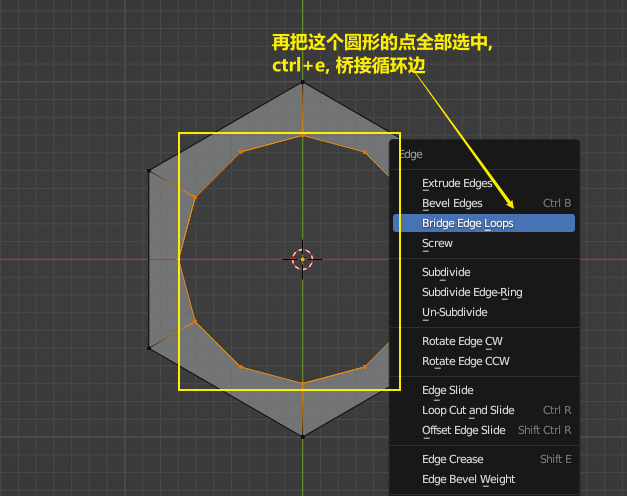 再把这个圆形的点全部选中,
ctrl+e, 桥接循环边
Edge
Extrude Edges
Bevel Edges Ctrl B
Bridge Edge Loops
Screw
Subdivide
Subdivide Edge-Ring
Un-Subdivide
Rotate Edge CW
Rotate Edge CCW
Edge Slide
Loop Cut and Slide Ctrl R
Offset Edge Slide Shift Ctrl R
Edge Crease Shift E
Edge Bevel Weight